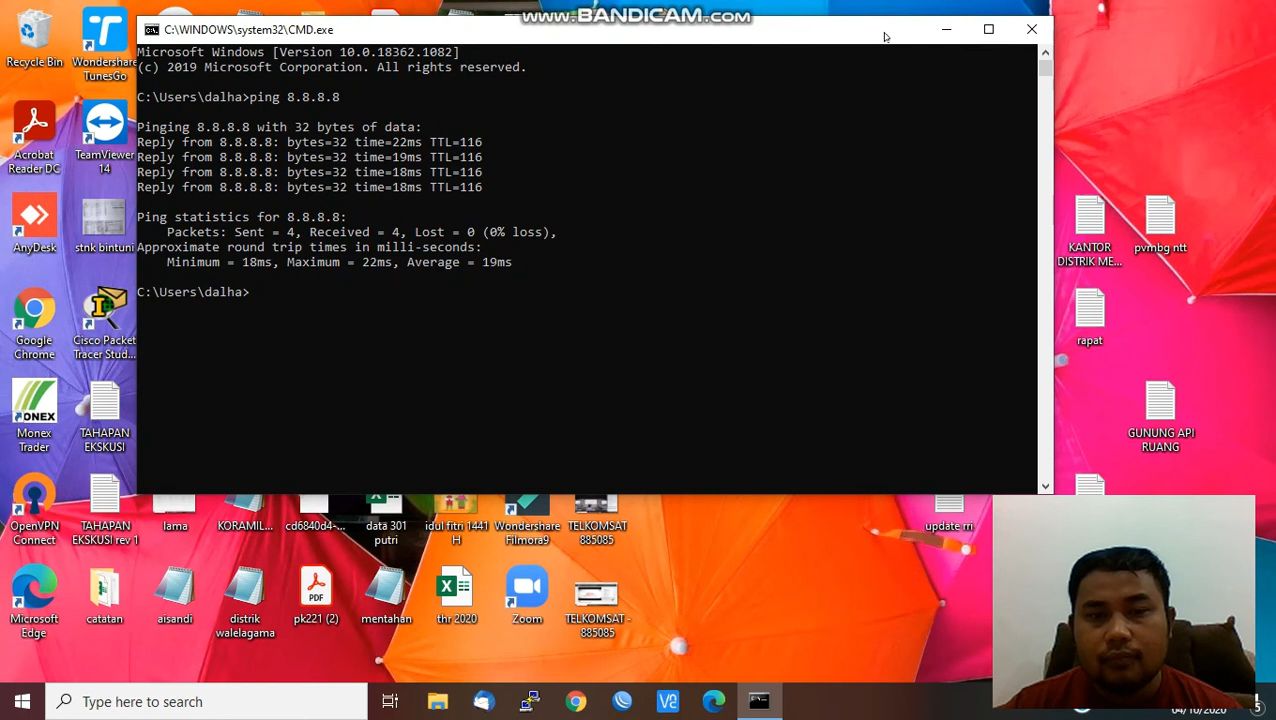 www.BANDICAM.com
C:\WINDOWS\system32\CMD.exe
Microsoft Windows [Version 10.0.18362.1082]
(c) 2019 Microsoft Corporation. All rights reserved.
C:\Users\dalha>ping 8.8.8.8
Pinging 8.8.8.8 with 32 bytes of data:
Reply from 8.8.8.8: bytes=32 time=22ms TTL=116
Reply from 8.8.8.8: bytes=32 time=19ms TTL=116
Reply from 8.8.8.8: bytes=32 time=18ms TTL=116
Reply from 8.8.8.8: bytes=32 time=18ms TTL=116
Ping statistics for 8.8.8.8:
Packets: Sent = 4, Received = 4, Lost = 0 (0% loss),
Approximate round trip times in milli-seconds:
Minimum = 18ms, Maximum = 22ms, Average = 19ms
C:\Users\dalha>
Recycle Bin
Wondershare
TunesGo
Acrobat
Reader DC
TeamViewer
14
AnyDesk
stnk bintuni
Google
Chrome
Cisco Packet
Tracer Stud...
ONEX
Monex
Trader
TAHAPAN
EKSKUSI
KANTOR
DISTRIK ME...
pvmbg ntt
rapat
GUNUNG API
RUANG
OpenVPN
Connect
TAHAPAN
EKSKUSI rev 1
lama
KORAMIL...
cd6840d4-...
data 301
putri
idul fitri 1441
H
Wondershare
Filmora9
TELKOMSAT
885085
update rri
Microsoft
Edge
catatan
aisandi
distrik
walelagama
PDF
pk221 (2)
mentahan
thr 2020
Zoom
TELKOMSAT -
885085
Type here to search
04/10/2020